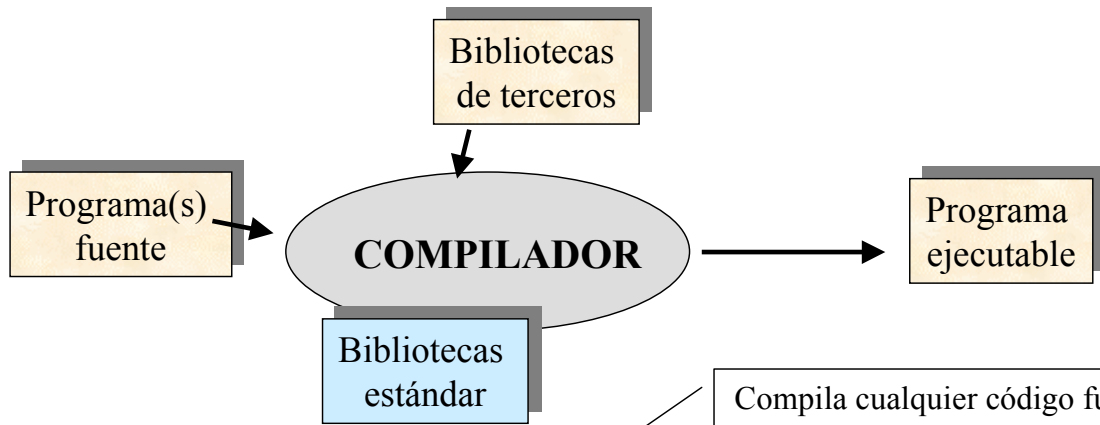 Bibliotecas
de terceros
Programa(s)
fuente
COMPILADOR
Programa
ejecutable
Bibliotecas
estándar
Compila cualquier código